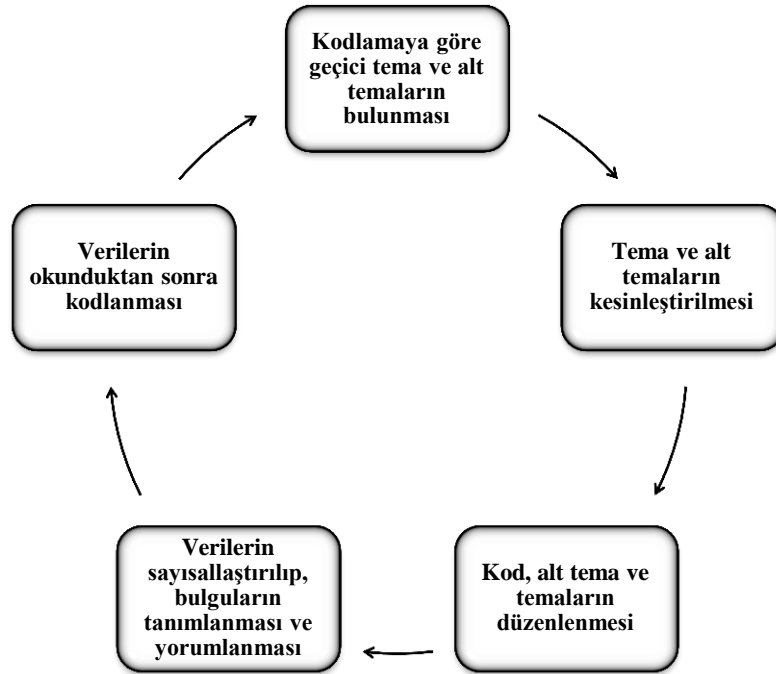 Kodlamaya göre
geçici tema ve alt
temaların
bulunması
Tema ve alt
temaların
kesinleştirilmesi
Kod, alt tema ve
temaların
düzenlenmesi
Verilerin
sayısallaştırılıp,
bulguların
tanımlanması ve
yorumlanması
Verilerin
okunduktan sonra
kodlanması